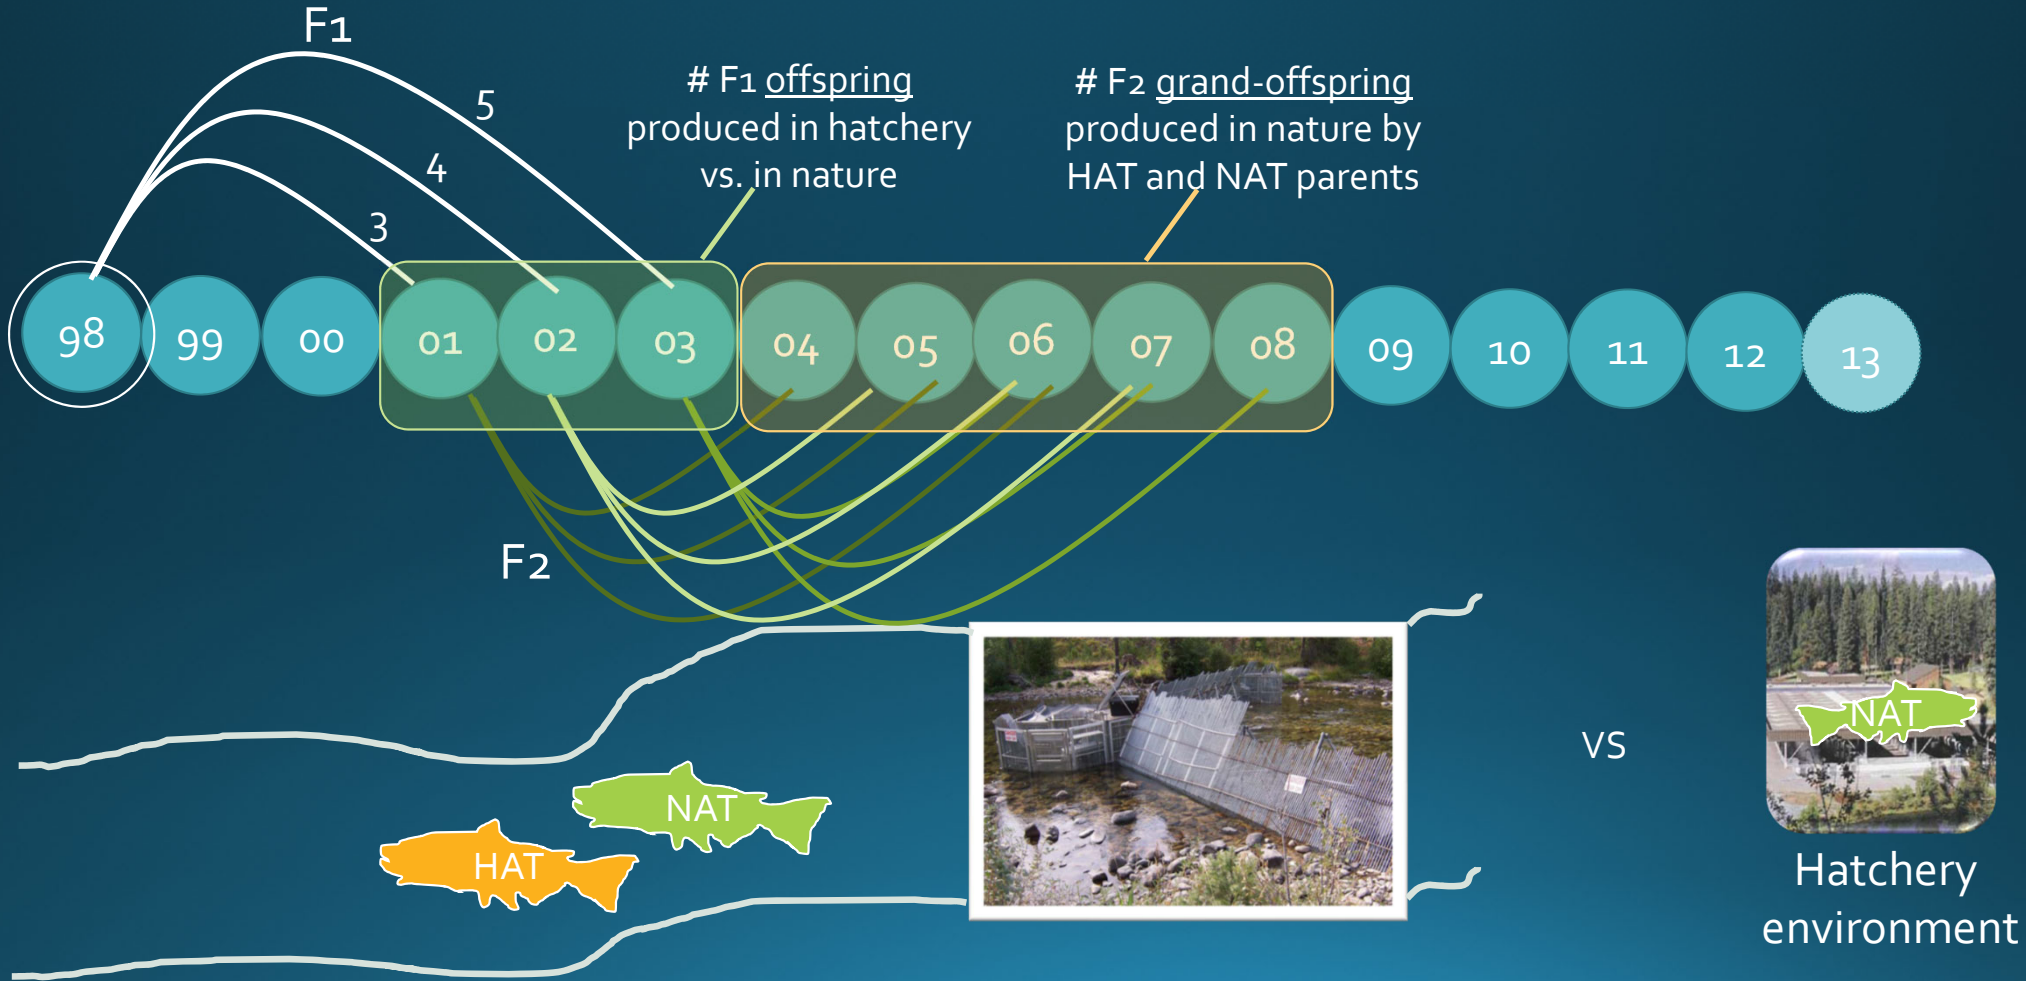 F1
5
4
3
# F1 offspring
produced in hatchery
vs. in nature
# F2 grand-offspring
produced in nature by
HAT and NAT parents
98 99 00 01 02 03 04 05 06 07 08 09 10 11 12 13
F2
NAT
HAT
VS
NAT
Hatchery
environment